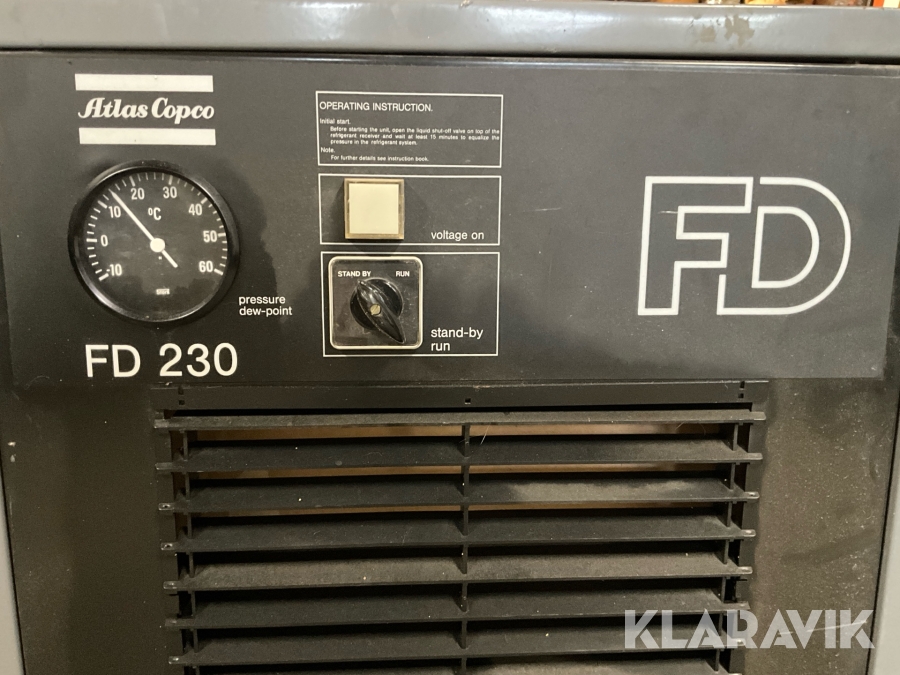 Atlas Copco
OPERATING INSTRUCTION.
Initial start.
Before starting the unit, open the liquid shut-off valve on top of the
refrigerant receiver and wait at least 15 minutes to equalize the
pressure in the refrigerant system.
Note.
For further details see instruction book.
-10
0
10
20
30
40
50
60
°C
pressure
dew-point
FD 230
voltage on
STAND BY RUN
stand-by
run
FD
KLARAVIK